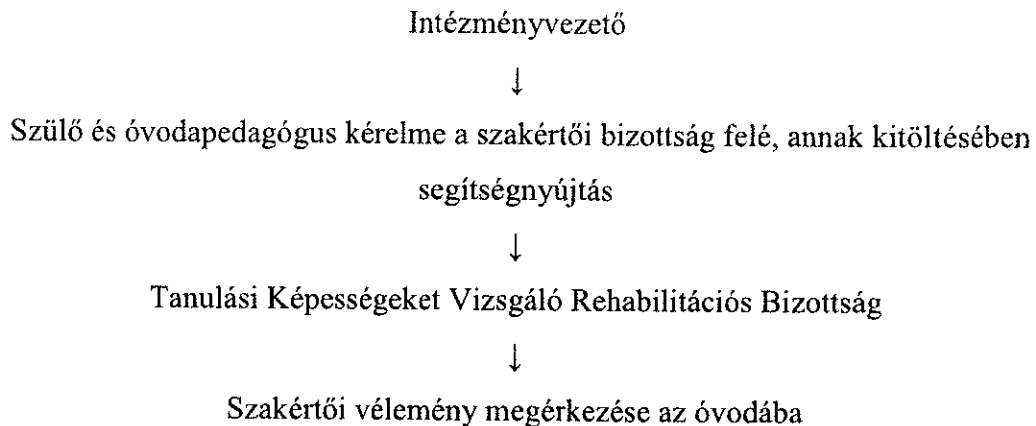 Intézményvezető
↓
Szülő és óvodapedagógus kérelme a szakértői bizottság felé, annak kitöltésében
segítségnyújtás
↓
Tanulási Képességeket Vizsgáló Rehabilitációs Bizottság
↓
Szakértői vélemény megérkezése az óvodába